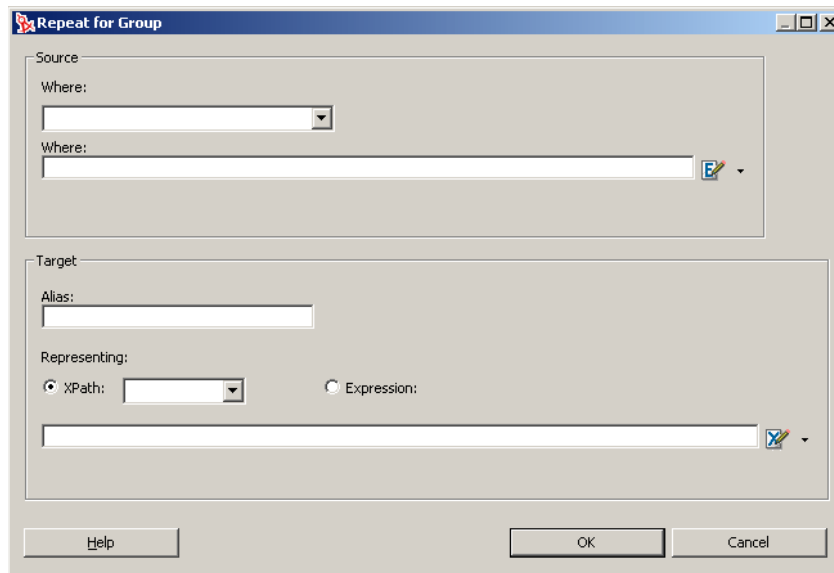 Repeat for Group
Source
Where:
Where:
Target
Alias:
Representing:
XPath: Expression:
Help OK Cancel